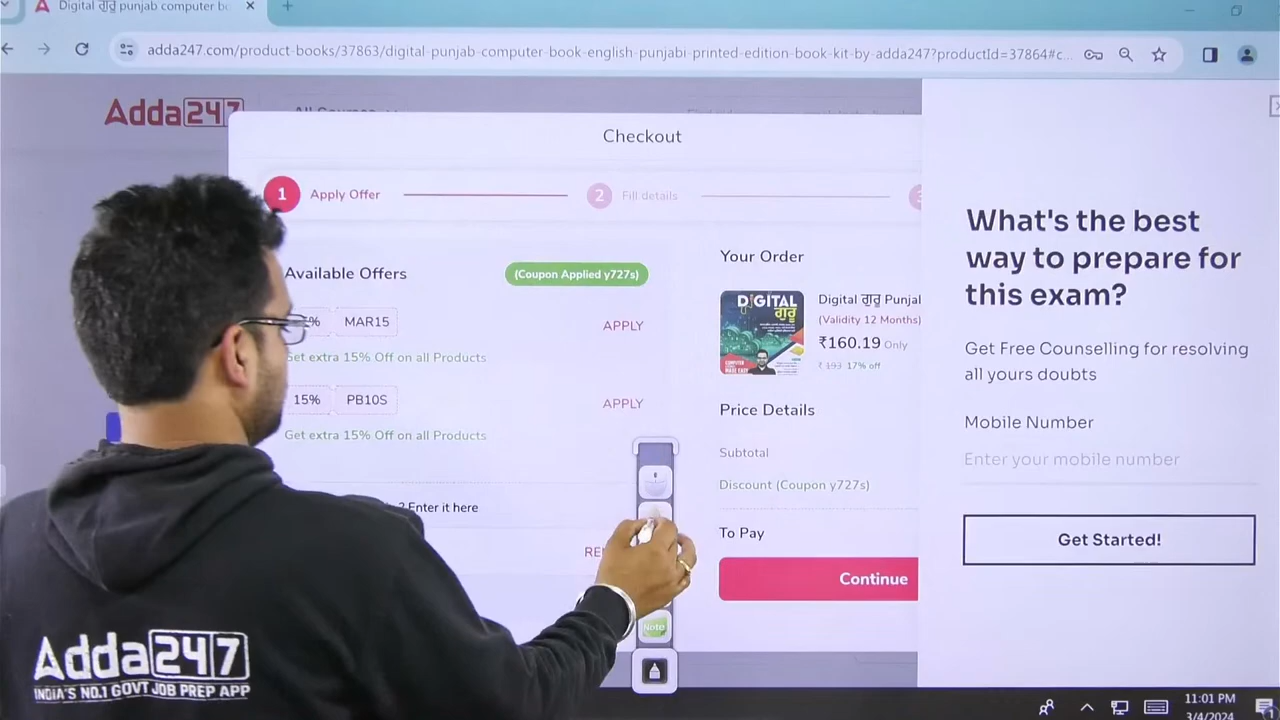 Digital ਗੁਰੂ punjab computer b
adda247.com/product-books/37863/digital-punjab-computer-book-english-punjabi-printed-edition-book-kit-by-adda247?productId=37864#c...
Adda247
Checkout
1 Apply Offer
2 Fill details
3
Available Offers
(Coupon Applied y727s)
% MAR15
APPLY
Get extra 15% Off on all Products
15% PB10S
APPLY
Get extra 15% Off on all Products
? Enter it here
Your Order
DIGITAL
ਗੁਰੂ
Digital ਗੁਰੂ Punjab
(Validity 12 Months)
₹160.19 Only
₹ 193 17% off
Price Details
Subtotal
Discount (Coupon y727s)
To Pay
Continue
Note
What's the best
way to prepare for
this exam?
Get Free Counselling for resolving
all yours doubts
Mobile Number
Enter your mobile number
Get Started!
Adda247
INDIA'S NO.1 GOVT JOB PREP APP
11:01 PM
3/4/2024